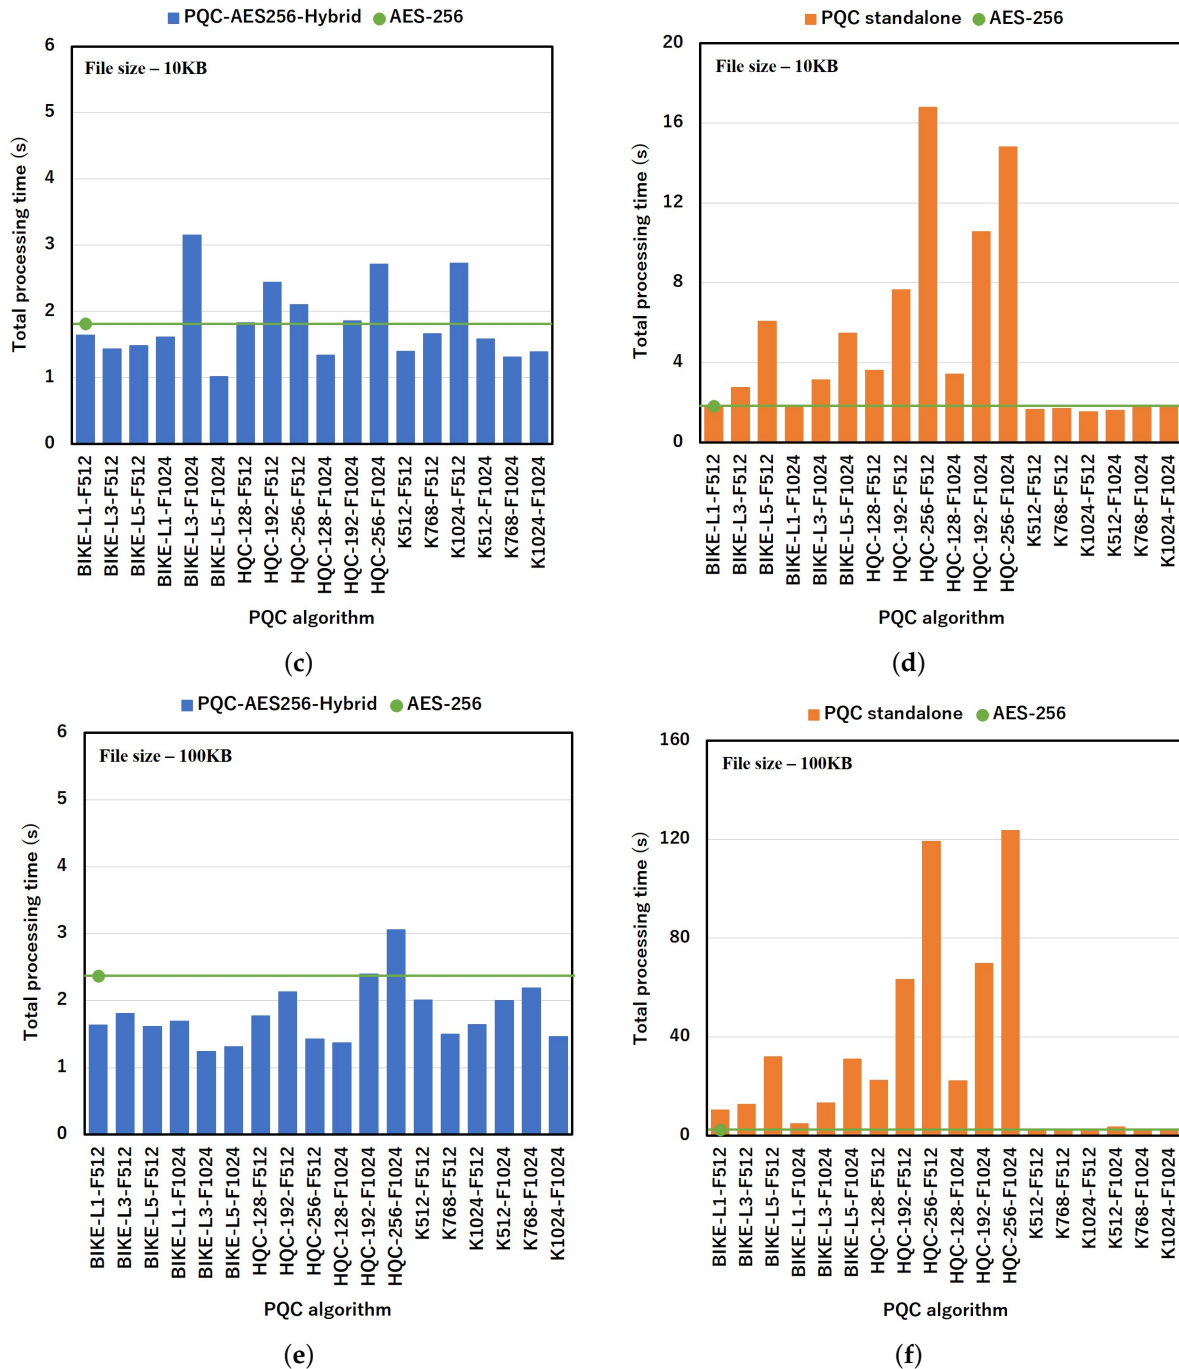 PQC-AES256-Hybrid AES-256
File size – 10KB
Total processing time (s)
6
5
4
3
2
1
0
BIKE-L1-F512
BIKE-L3-F512
BIKE-L5-F512
BIKE-L1-F1024
BIKE-L3-F1024
BIKE-L5-F1024
HQC-128-F512
HQC-192-F512
HQC-256-F512
HQC-128-F1024
HQC-192-F1024
HQC-256-F1024
K512-F512
K768-F512
K1024-F512
K512-F1024
K768-F1024
K1024-F1024
PQC algorithm
(c)
PQC standalone AES-256
File size – 10KB
Total processing time (s)
20
16
12
8
4
0
BIKE-L1-F512
BIKE-L3-F512
BIKE-L5-F512
BIKE-L1-F1024
BIKE-L3-F1024
BIKE-L5-F1024
HQC-128-F512
HQC-192-F512
HQC-256-F512
HQC-128-F1024
HQC-192-F1024
HQC-256-F1024
K512-F512
K768-F512
K1024-F512
K512-F1024
K768-F1024
K1024-F1024
PQC algorithm
(d)
PQC-AES256-Hybrid AES-256
File size – 100KB
Total processing time (s)
6
5
4
3
2
1
0
BIKE-L1-F512
BIKE-L3-F512
BIKE-L5-F512
BIKE-L1-F1024
BIKE-L3-F1024
BIKE-L5-F1024
HQC-128-F512
HQC-192-F512
HQC-256-F512
HQC-128-F1024
HQC-192-F1024
HQC-256-F1024
K512-F512
K768-F512
K1024-F512
K512-F1024
K768-F1024
K1024-F1024
PQC algorithm
(e)
PQC standalone AES-256
File size – 100KB
Total processing time (s)
160
120
80
40
0
BIKE-L1-F512
BIKE-L3-F512
BIKE-L5-F512
BIKE-L1-F1024
BIKE-L3-F1024
BIKE-L5-F1024
HQC-128-F512
HQC-192-F512
HQC-256-F512
HQC-128-F1024
HQC-192-F1024
HQC-256-F1024
K512-F512
K768-F512
K1024-F512
K512-F1024
K768-F1024
K1024-F1024
PQC algorithm
(f)